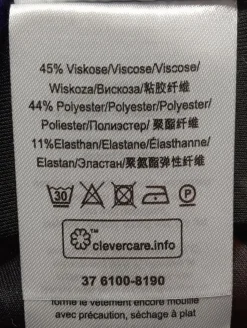 45% Viskose/Viscose/Viscose/
Wiskoza/Вискоза/粘胶纤维
44% Polyester/Polyester/Polyester/
Poliester/Полиэстер/ 聚酯纤维
11%Elasthan/Elastane/Élasthanne/
Elastan/Эластан/聚氨酯弹性纤维
30 P
clevercare.info
37 6100-8190
forme le vêtement encore mouillé
avec précaution, séchez à plat